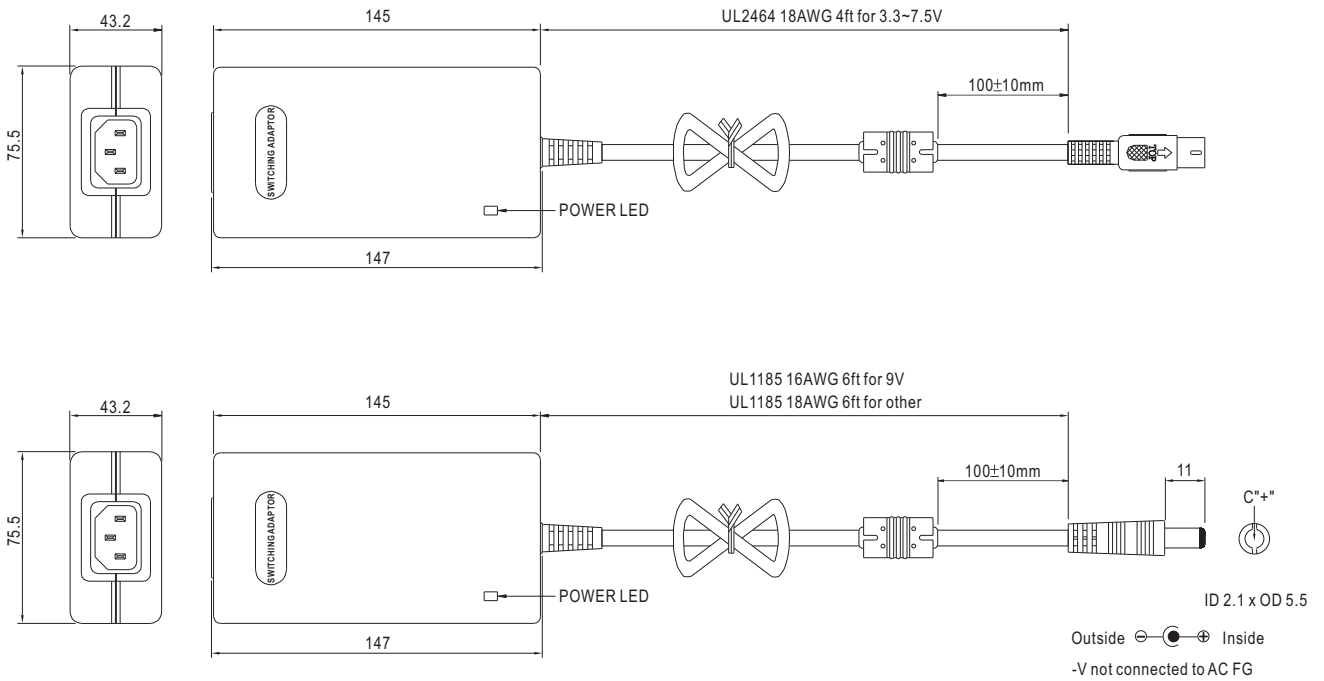 43.2
145
UL2464 18AWG 4ft for 3.3~7.5V
100±10mm
75.5
SWITCHING ADAPTOR
TOP
POWER LED
147
UL1185 16AWG 6ft for 9V
UL1185 18AWG 6ft for other
43.2
145
100±10mm
11
C"+"
75.5
SWITCHING ADAPTOR
POWER LED
147
ID 2.1 x OD 5.5
Outside - + Inside
-V not connected to AC FG